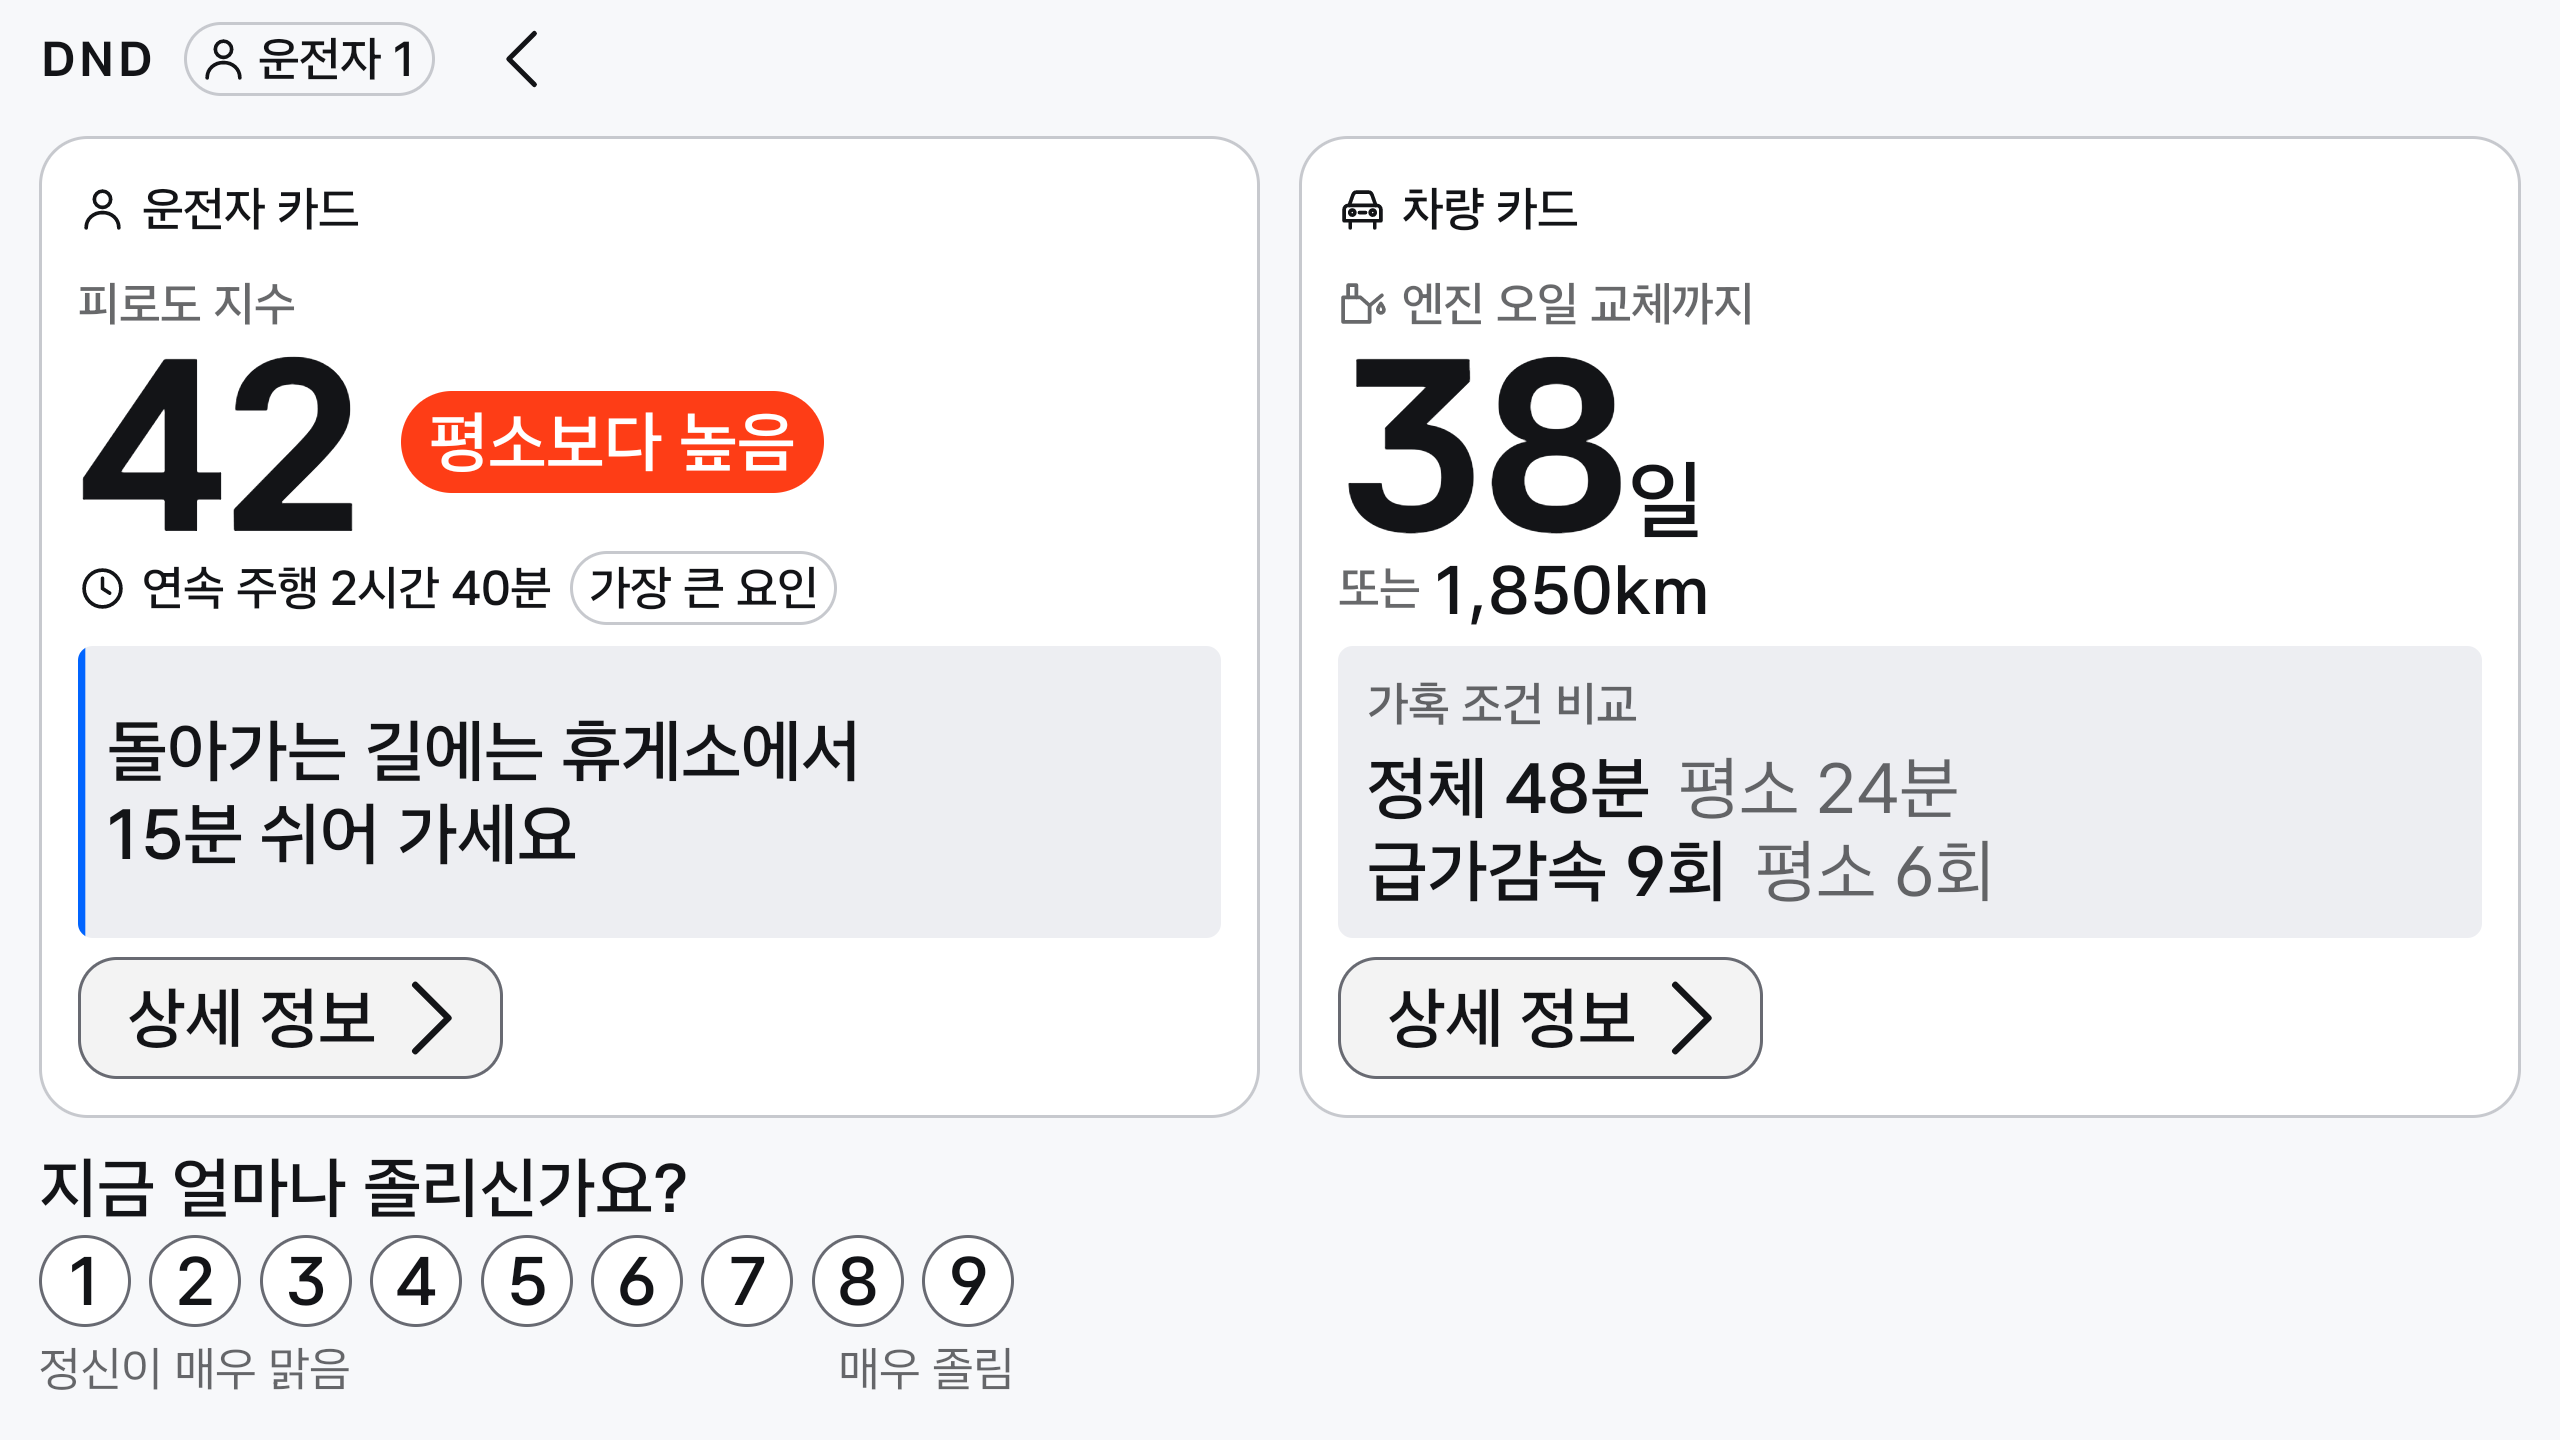 DND 운전자 1
운전자 카드
피로도 지수
42 평소보다 높음
연속 주행 2시간 40분 가장 큰 요인
돌아가는 길에는 휴게소에서
15분 쉬어 가세요
상세 정보
차량 카드
엔진 오일 교체까지
38일
또는 1,850km
가혹 조건 비교
정체 48분 평소 24분
급가감속 9회 평소 6회
상세 정보
지금 얼마나 졸리신가요?
1 2 3 4 5 6 7 8 9
정신이 매우 맑음 매우 졸림